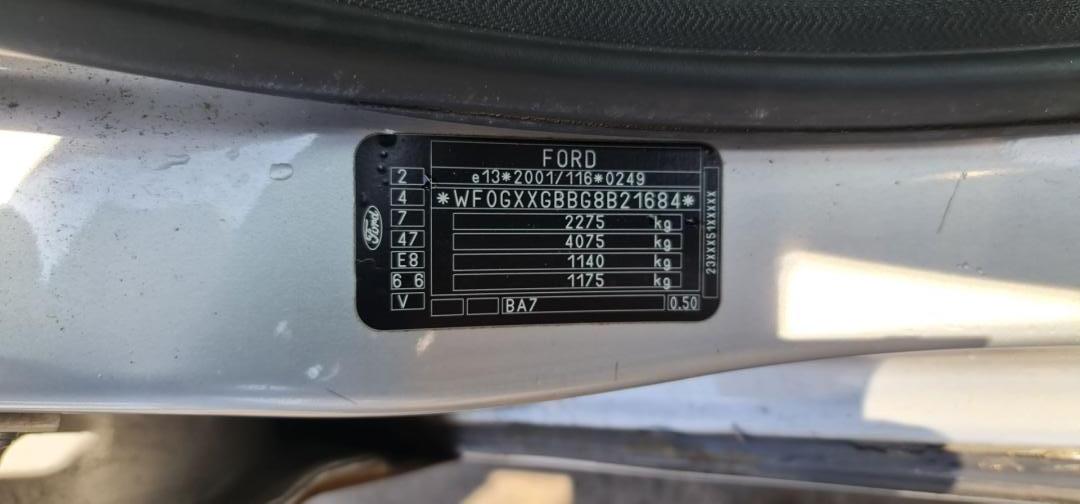 FORD
2
e13*2001/116*0249
4
*WF0GXXGBBG8B21684*
7
2275 kg
47
4075 kg
E8
1140 kg
6 6
1175 kg
V
BA7
0.50
Ford
23XXX51XXXXX